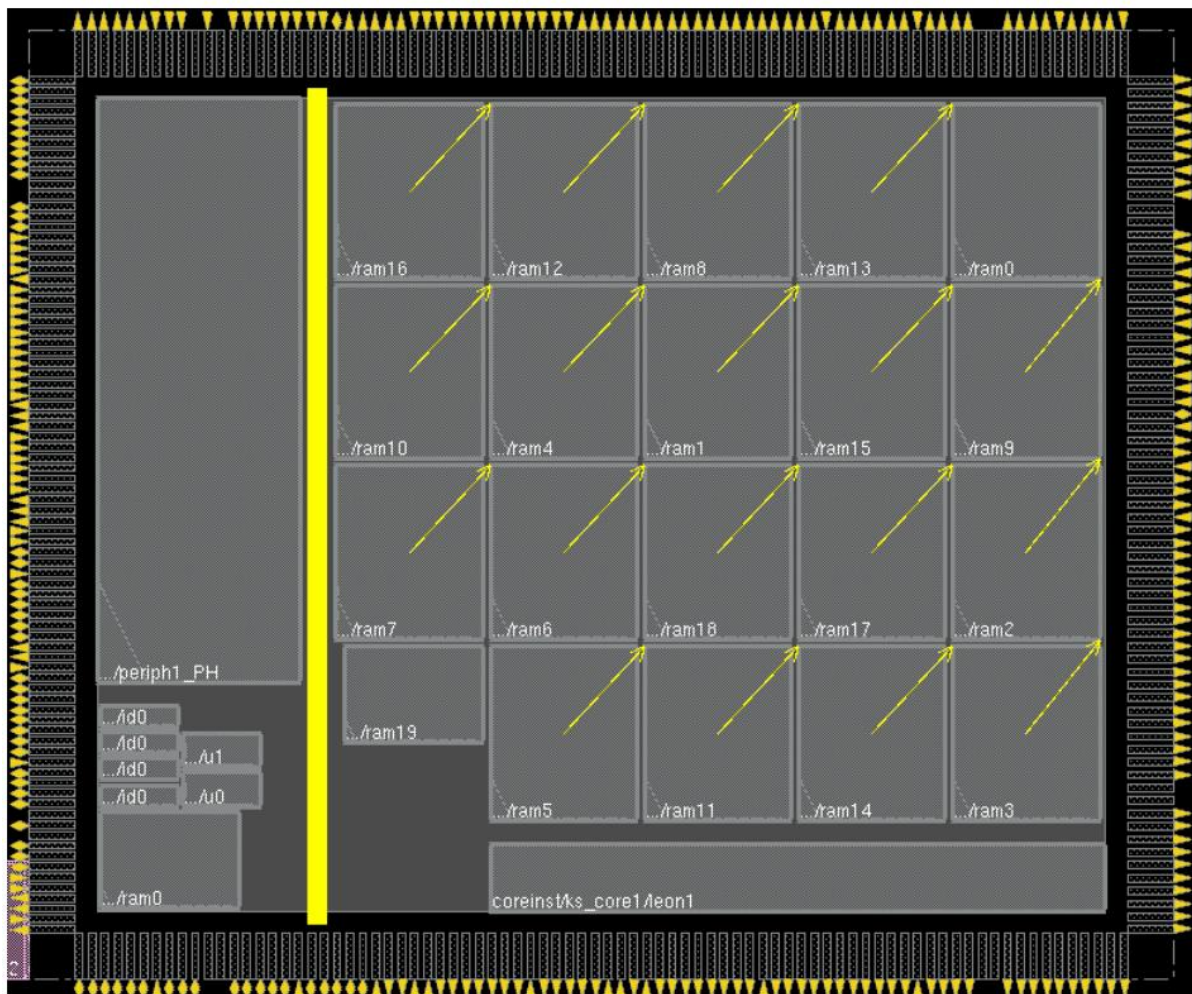 .../ram16
.../ram12
.../ram8
.../ram13
.../ram0
.../ram10
.../ram4
.../ram1
.../ram15
.../ram9
.../ram7
.../ram6
.../ram18
.../ram17
.../ram2
.../periph1_PH
.../id0
.../id0
.../id0
.../id0
.../u1
.../u0
.../ram19
.../ram5
.../ram11
.../ram14
.../ram3
.../ram0
coreinst/ks_core1/leon1
2